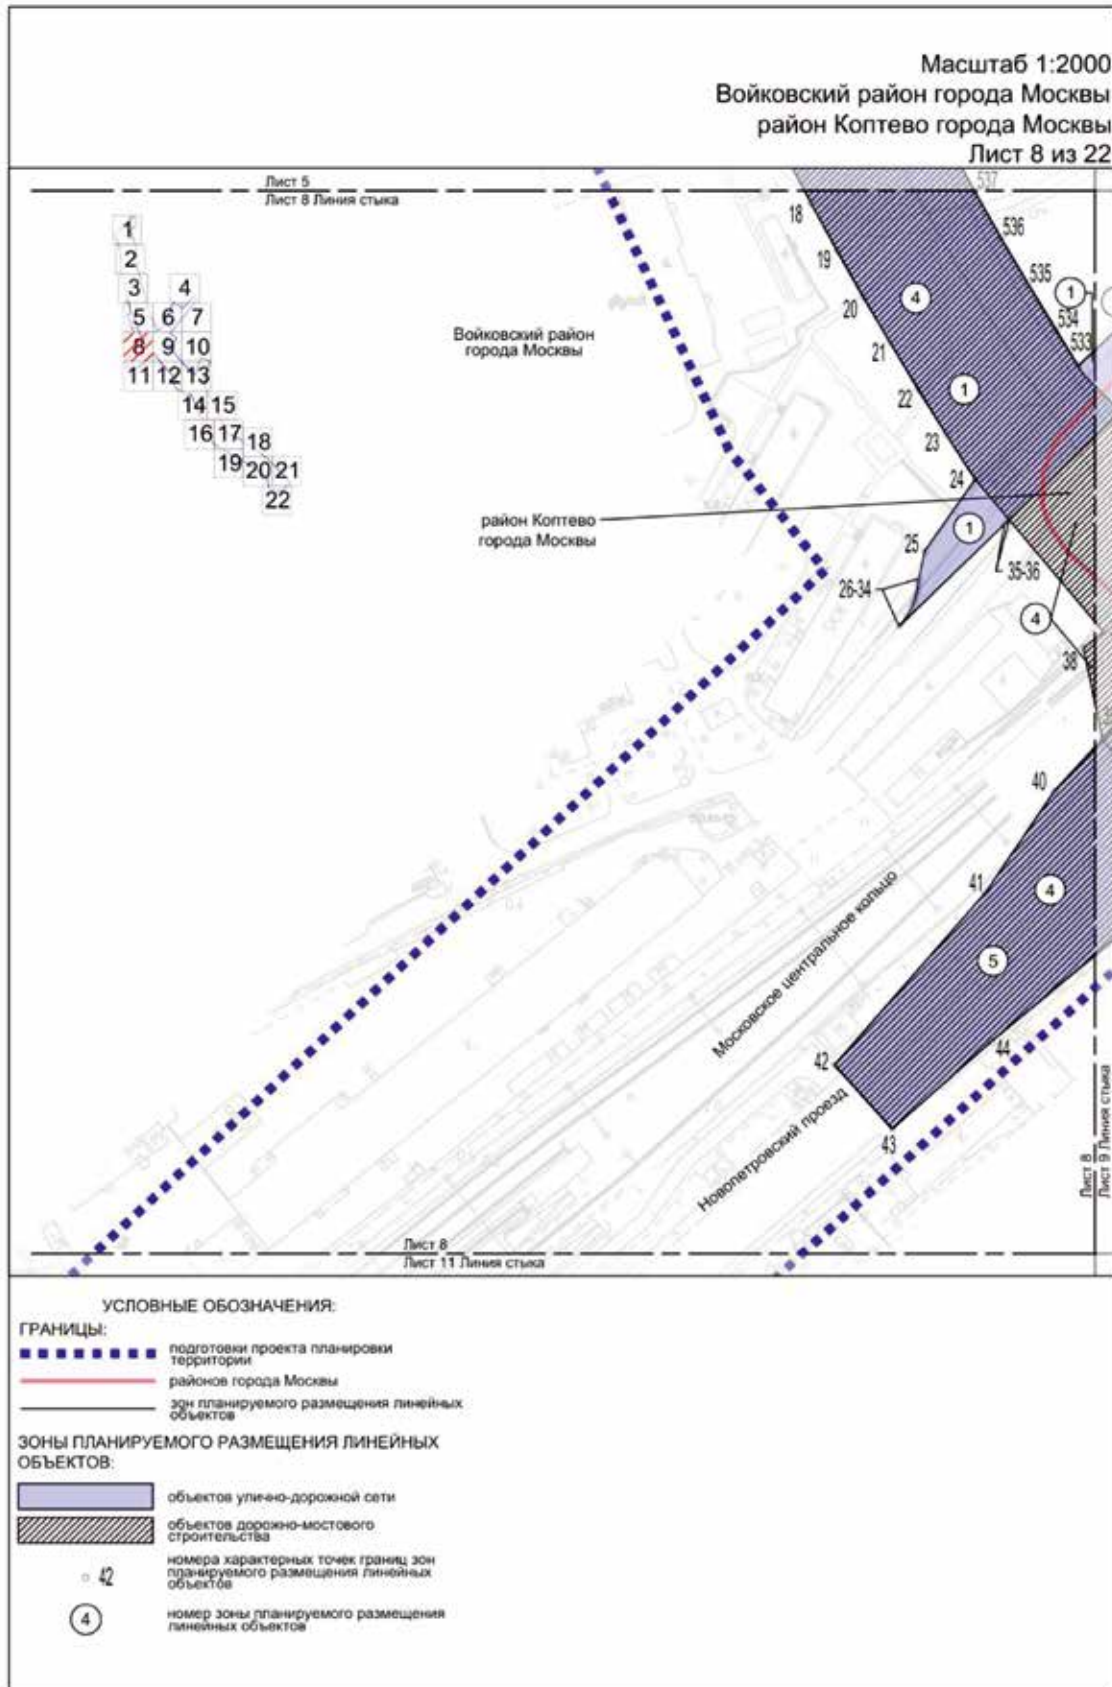 Масштаб 1:2000
Войковский район города Москвы
район Коптево города Москвы
Лист 8 из 22
Лист 5
Лист 8 Линия стыка
537
18
536
19
535
1
20
4
534
533
21
1
22
23
24
1
25
26-34
35-36
4
38
40
41
4
5
42
43
44
1
2
3
4
5
6
7
8
9
10
11
12
13
14
15
16
17
18
19
20
21
22
Войковский район
города Москвы
район Коптево
города Москвы
Московское центральное кольцо
Новопетровский проезд
Лист 8
Лист 9 Линия стыка
Лист 8
Лист 11 Линия стыка
УСЛОВНЫЕ ОБОЗНАЧЕНИЯ:
ГРАНИЦЫ:
подготовки проекта планировки
территории
районов города Москвы
зон планируемого размещения линейных
объектов
ЗОНЫ ПЛАНИРУЕМОГО РАЗМЕЩЕНИЯ ЛИНЕЙНЫХ
ОБЪЕКТОВ:
объектов улично-дорожной сети
объектов дорожно-мостового
строительства
42
номера характерных точек границ зон
планируемого размещения линейных
объектов
4
номер зоны планируемого размещения
линейных объектов